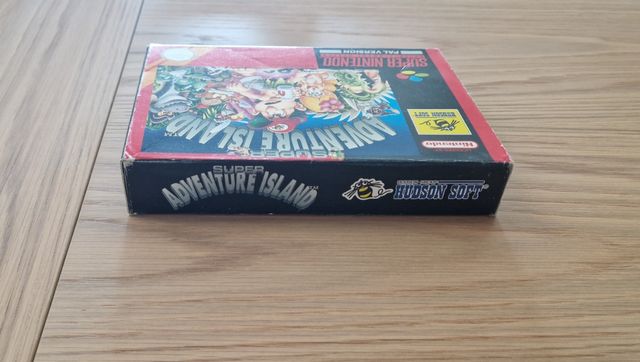 SUPER NINTENDO
PAL VERSION
HUDSON SOFT
Nintendo
SUPER
ADVENTURE ISLAND
SUPER
ADVENTURE ISLAND
HUDSON SOFT